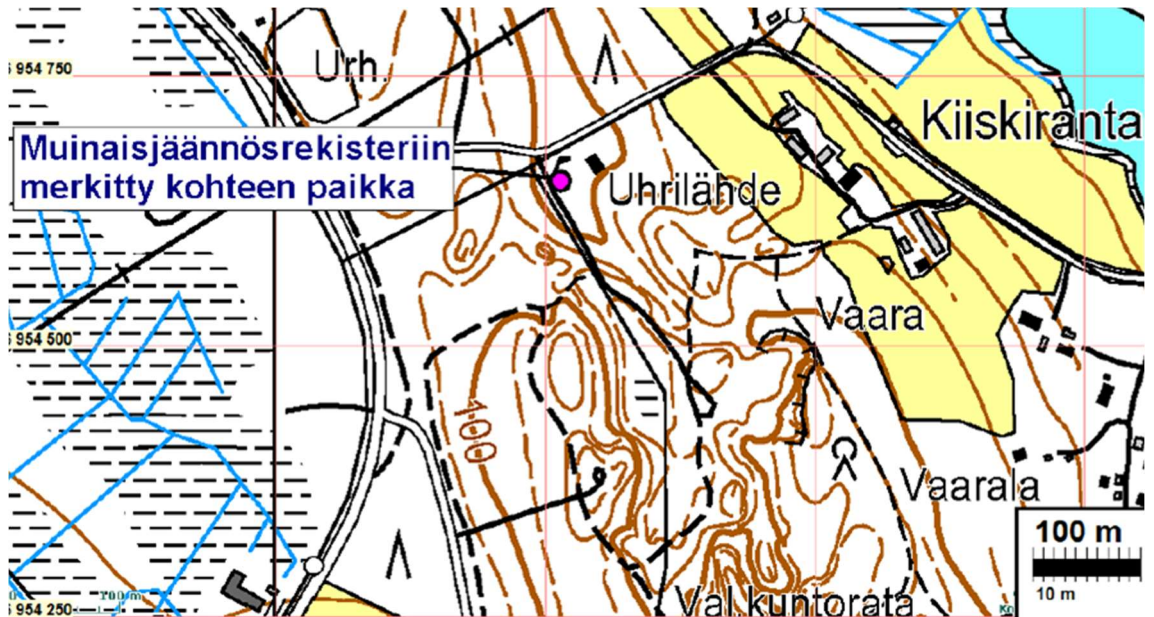 Urh.
6 954 750
Kiiskiranta
Muinaisjäännösrekisteriin
merkitty kohteen paikka
Uhrilähde
Vaara
6 954 500
100
Vaarala
100 m
10 m
100 m
Val.kuntorata
6 954 250